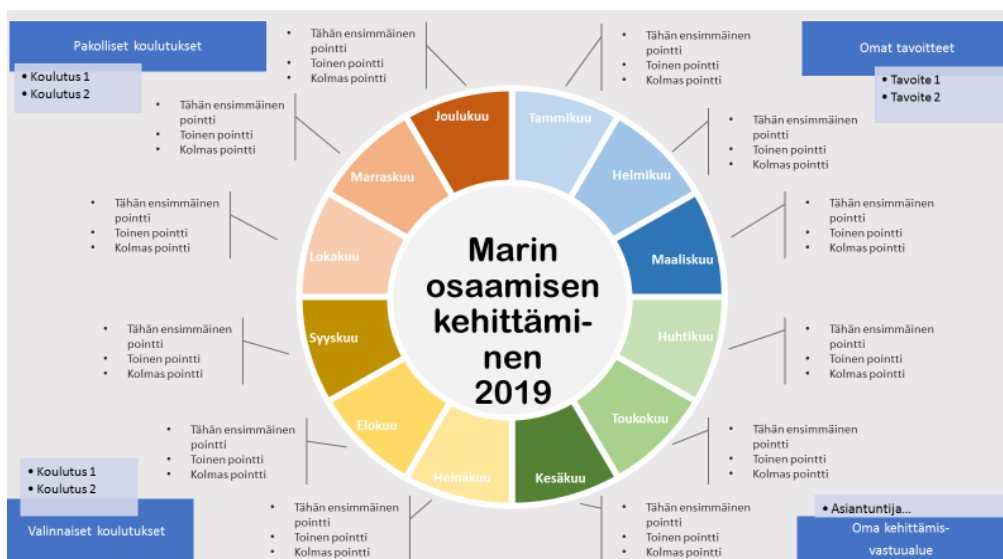 Pakolliset koulutukset
• Koulutus 1
• Koulutus 2
Omat tavoitteet
• Tavoite 1
• Tavoite 2
• Tähän ensimmäinen
pointti
• Toinen pointti
• Kolmas pointti
• Tähän ensimmäinen
pointti
• Toinen pointti
• Kolmas pointti
• Tähän ensimmäinen
pointti
• Toinen pointti
• Kolmas pointti
• Tähän ensimmäinen
pointti
• Toinen pointti
• Kolmas pointti
• Tähän ensimmäinen
pointti
• Toinen pointti
• Kolmas pointti
• Tähän ensimmäinen
pointti
• Toinen pointti
• Kolmas pointti
• Tähän ensimmäinen
pointti
• Toinen pointti
• Kolmas pointti
• Tähän ensimmäinen
pointti
• Toinen pointti
• Kolmas pointti
• Tähän ensimmäinen
pointti
• Toinen pointti
• Kolmas pointti
• Tähän ensimmäinen
pointti
• Toinen pointti
• Kolmas pointti
• Tähän ensimmäinen
pointti
• Toinen pointti
• Kolmas pointti
• Tähän ensimmäinen
pointti
• Toinen pointti
• Kolmas pointti
Joulukuu
Tammikuu
Marraskuu
Helmikuu
Lokakuu
Maaliskuu
Marin
osaamisen
kehittämi-
nen
2019
Syyskuu
Huhtikuu
Elokuu
Toukokuu
Heinäkuu
Kesäkuu
• Koulutus 1
• Koulutus 2
Valinnaiset koulutukset
• Asiantuntija...
Oma kehittämis-
vastuualue